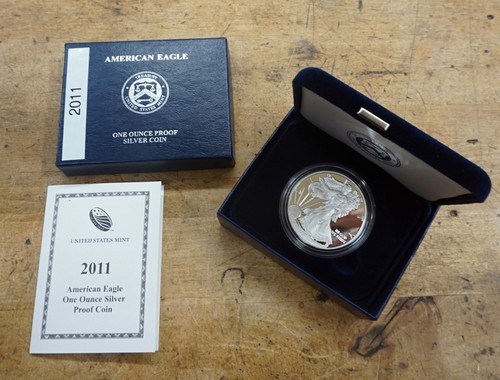 AMERICAN EAGLE
TREASURY
2011
ONE OUNCE PROOF
SILVER COIN
UNITED STATES MINT
2011
American Eagle
One Ounce Silver
Proof Coin